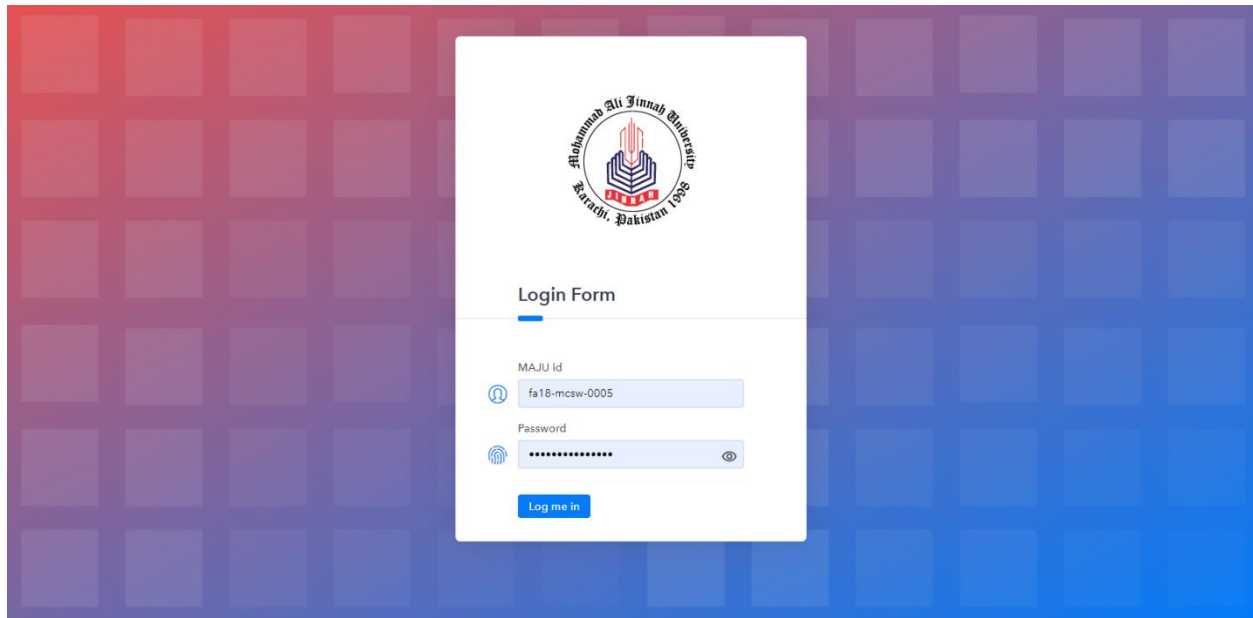 Mohammad Ali Jinnah University
JINNAH
Karachi, Pakistan 1998
Login Form
MAJU Id
fa18-mcsw-0005
Password
•••••••••••••••
Log me in